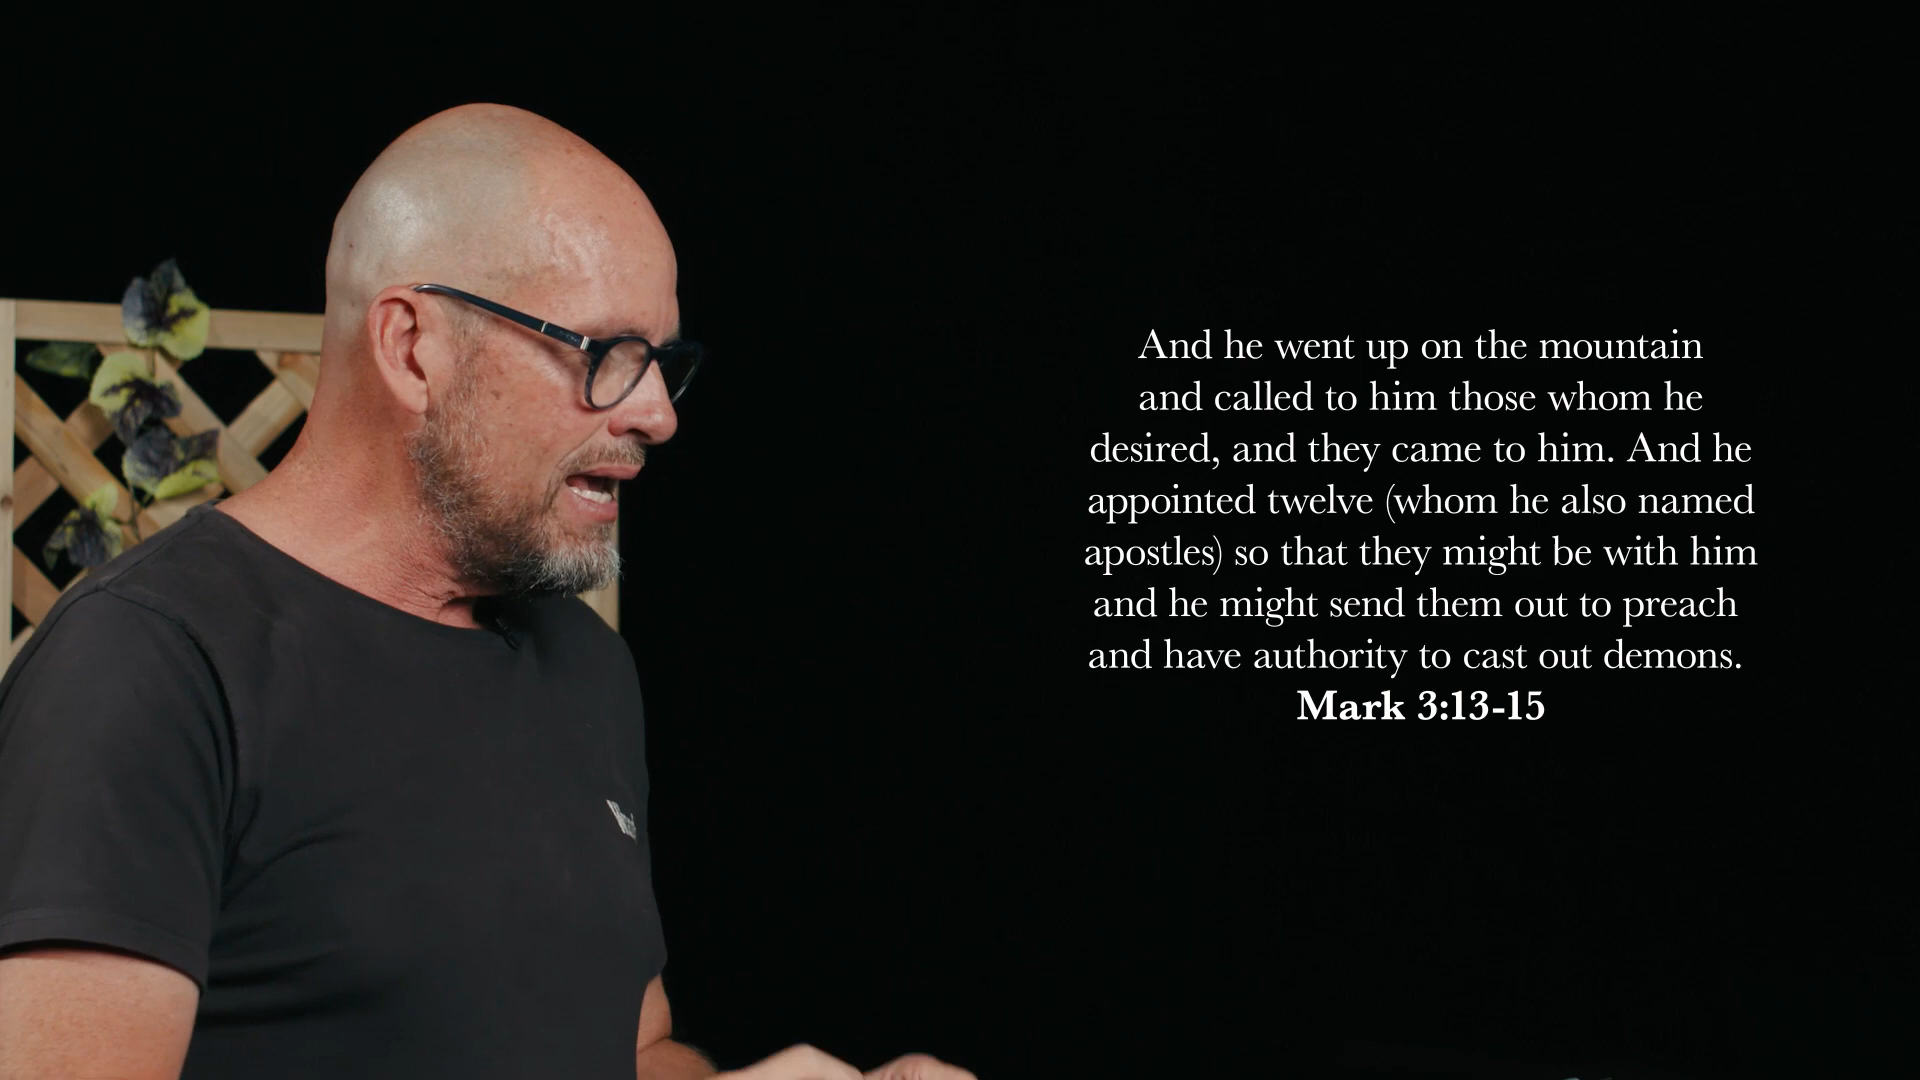 And he went up on the mountain
and called to him those whom he
desired, and they came to him. And he
appointed twelve (whom he also named
apostles) so that they might be with him
and he might send them out to preach
and have authority to cast out demons.
Mark 3:13-15